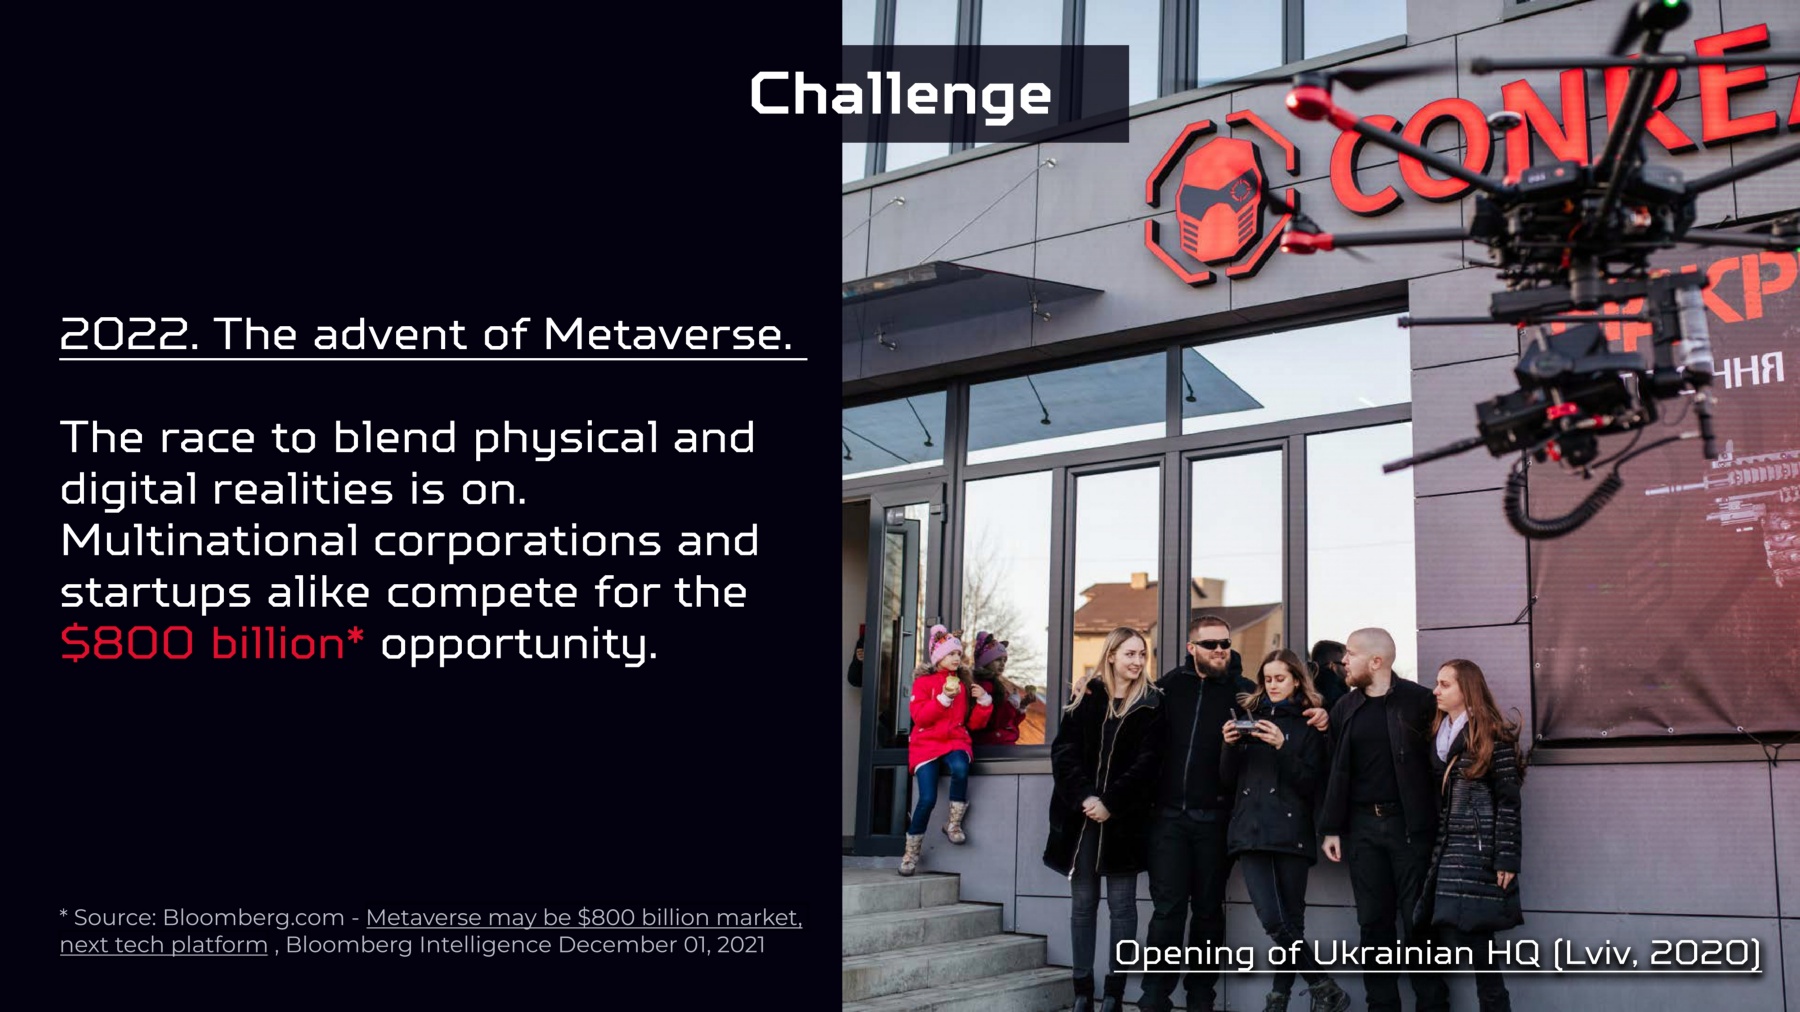 Challenge
2022. The advent of Metaverse.
The race to blend physical and
digital realities is on.
Multinational corporations and
startups alike compete for the
$800 billion* opportunity.
* Source: Bloomberg.com - Metaverse may be $800 billion market,
next tech platform , Bloomberg Intelligence December 01, 2021
CONREA
Opening of Ukrainian HQ (Lviv, 2020)